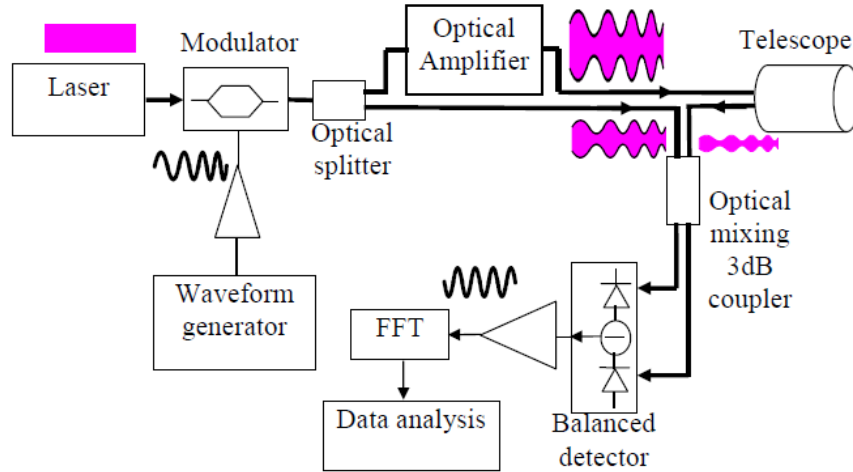 Laser
Modulator
Optical
splitter
Optical
Amplifier
Telescope
Optical
mixing
3dB
coupler
Waveform
generator
FFT
Data analysis
Balanced
detector